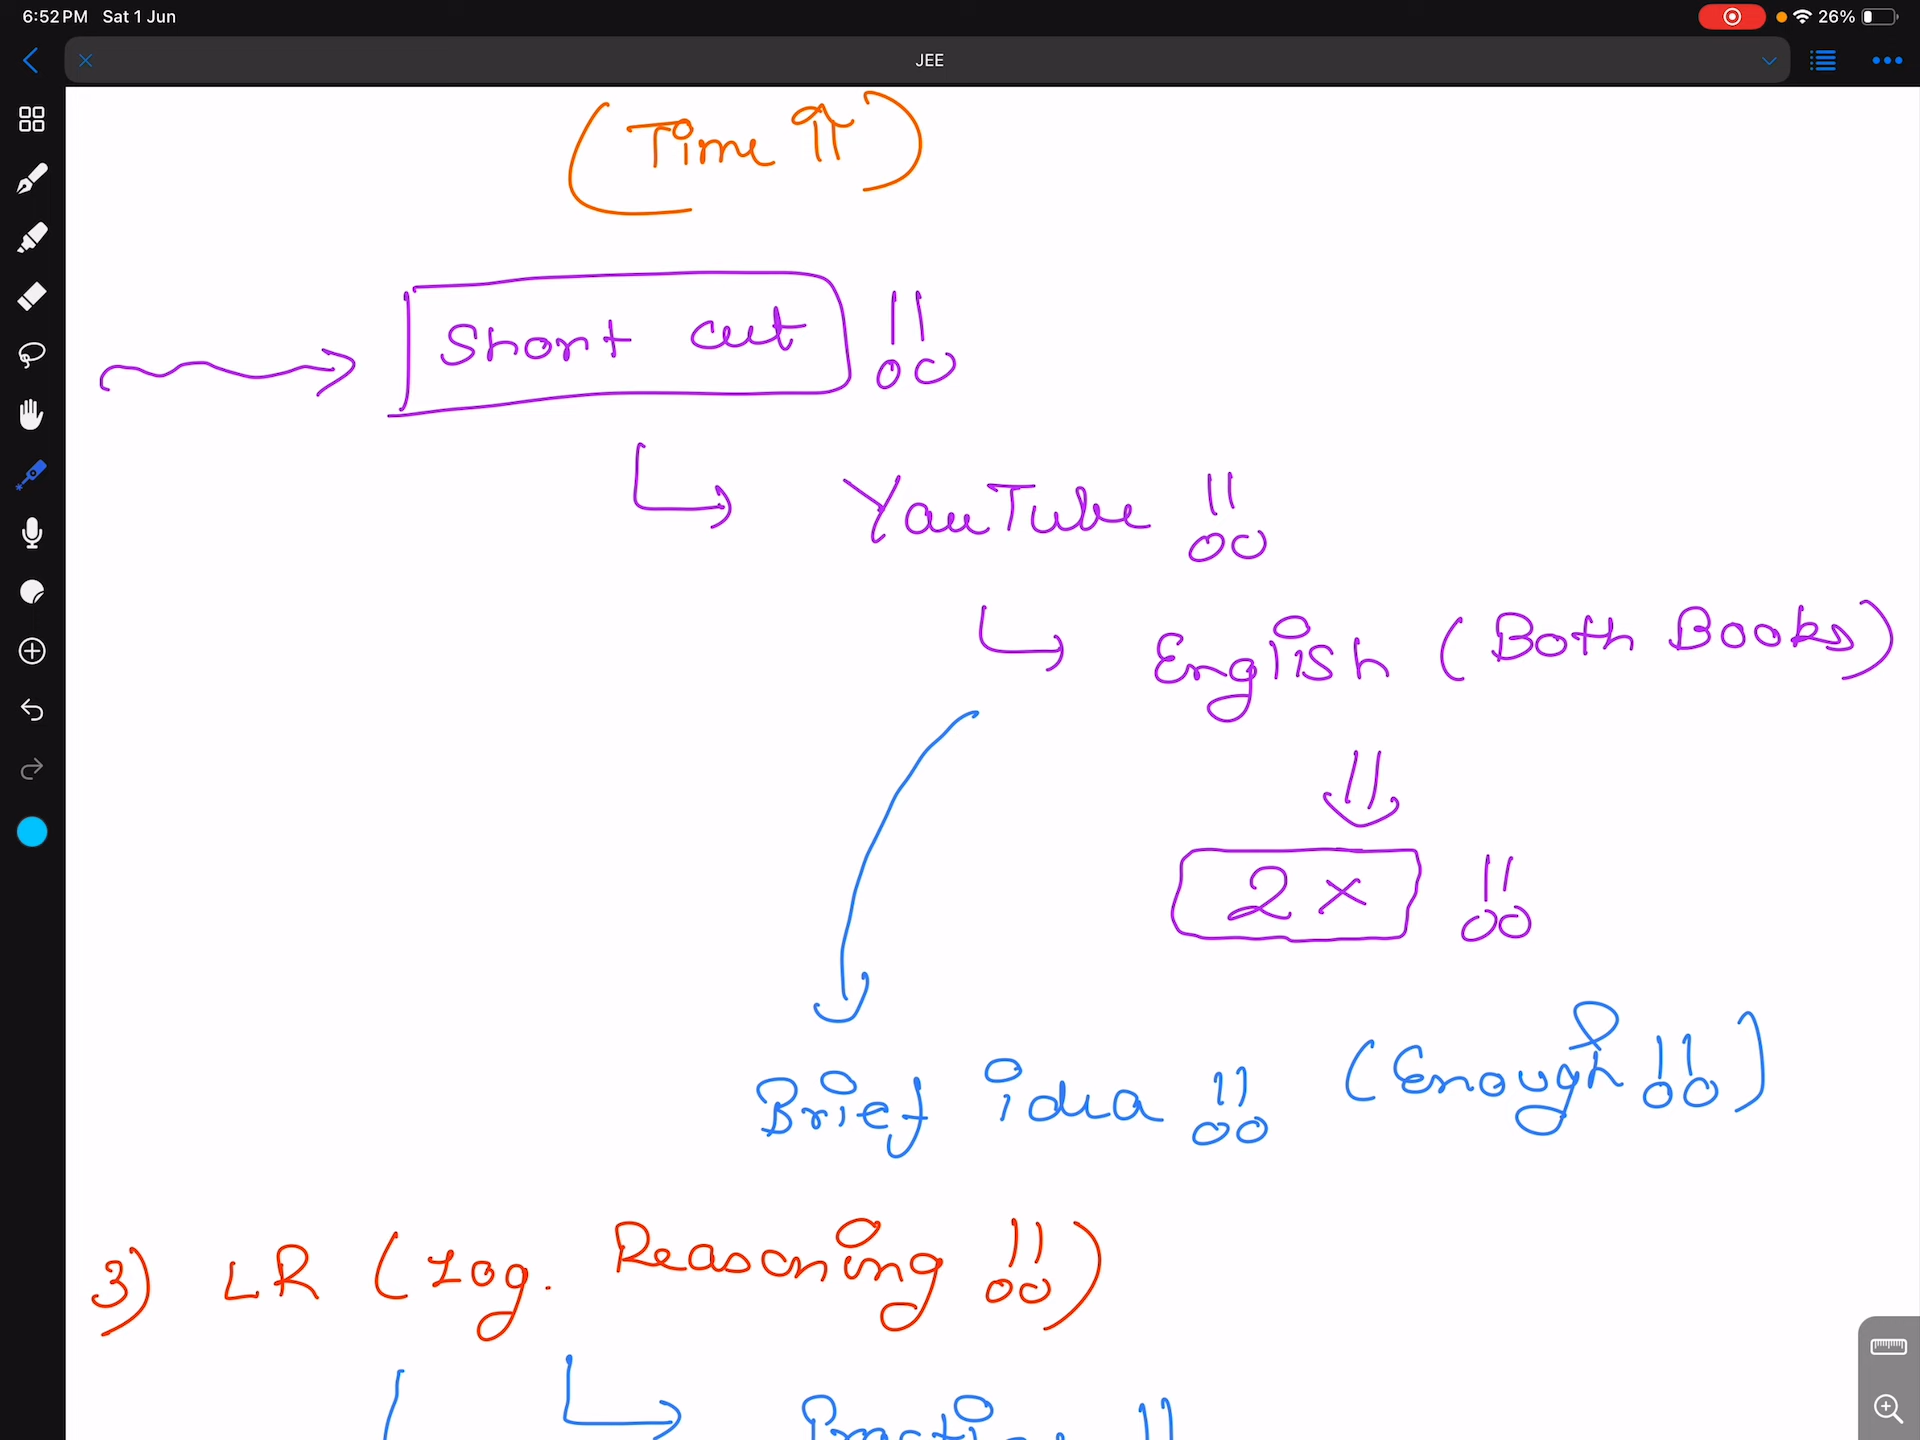 6:52 PM Sat 1 Jun
26%
JEE
(Time ⇑)
Short cut !!
YouTube !!
English (Both Books)
2x !!
Brief idea !! (Enough !!)
3) LR (Log. Reasoning !!)